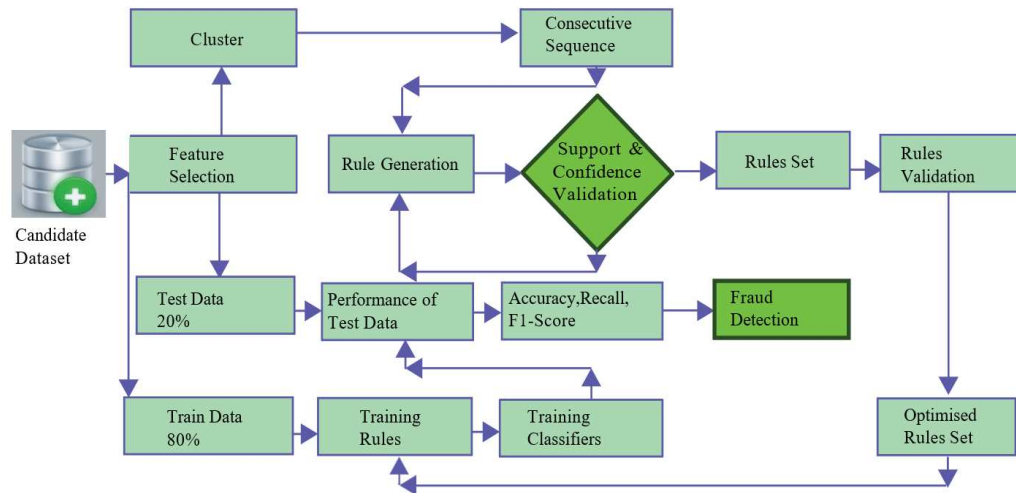 Cluster
Consecutive
Sequence
Candidate
Dataset
Feature
Selection
Rule Generation
Support &
Confidence
Validation
Rules Set
Rules
Validation
Test Data
20%
Performance of
Test Data
Accuracy,Recall,
F1-Score
Fraud
Detection
Train Data
80%
Training
Rules
Training
Classifiers
Optimised
Rules Set